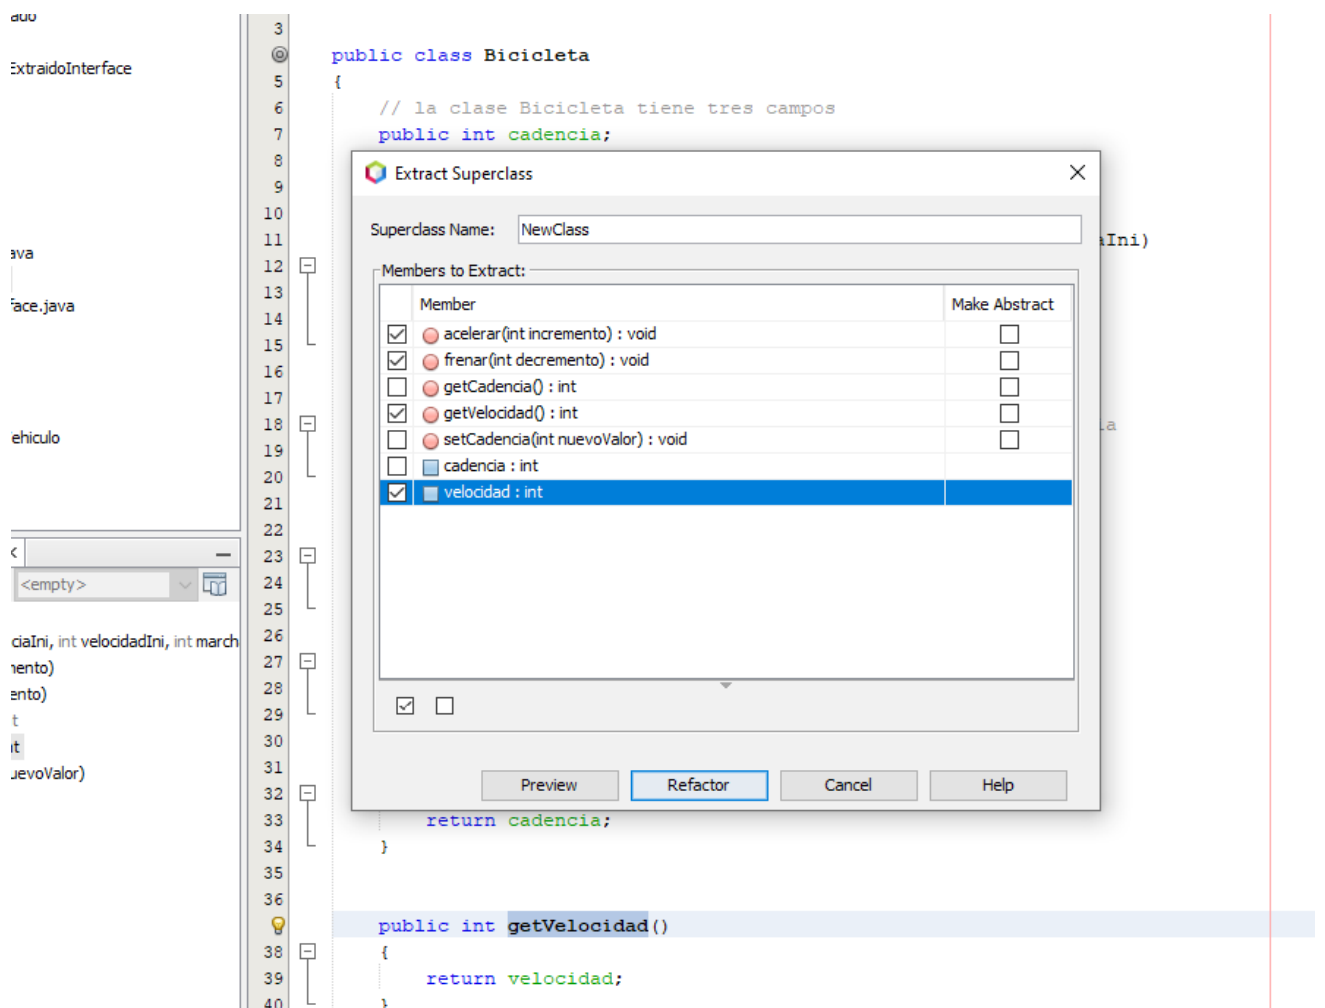 ado
ExtraidoInterface
ava
face.java
ehiculo
<empty>
ciaIni, int velocidadIni, int march
nento)
ento)
t
nt
uevoValor)
3
public class Bicicleta
5 {
6 // la clase Bicicleta tiene tres campos
7 public int cadencia;
8
9
10
11 aIni)
12
13
14
15
16
17
18 ia
19
20
21
22
23
24
25
26
27
28
29
30
31
32
33 return cadencia;
34 }
35
36
public int getVelocidad()
38 {
39 return velocidad;
40 }
Extract Superclass
Superclass Name: NewClass
Members to Extract:
Member Make Abstract
acelerar(int incremento) : void
frenar(int decremento) : void
getCadencia() : int
getVelocidad() : int
setCadencia(int nuevoValor) : void
cadencia : int
velocidad : int
Preview Refactor Cancel Help